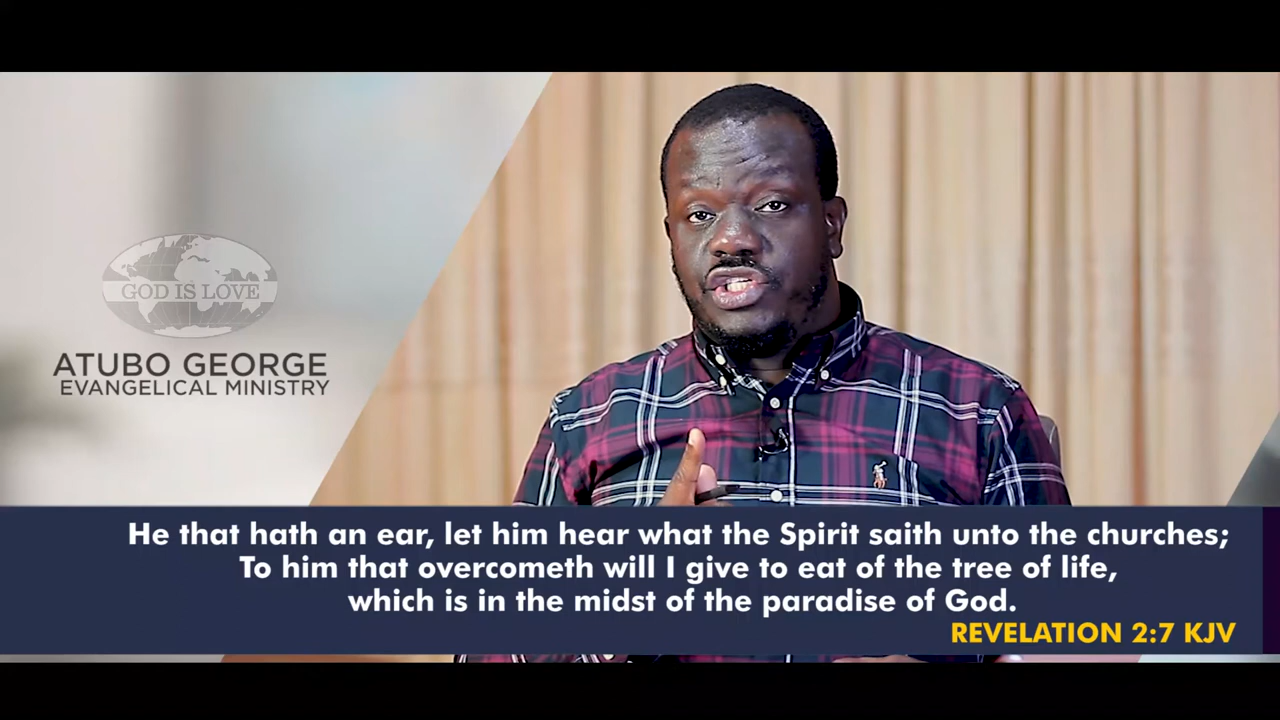 GOD IS LOVE
ATUBO GEORGE
EVANGELICAL MINISTRY
He that hath an ear, let him hear what the Spirit saith unto the churches;
To him that overcometh will I give to eat of the tree of life,
which is in the midst of the paradise of God.
REVELATION 2:7 KJV